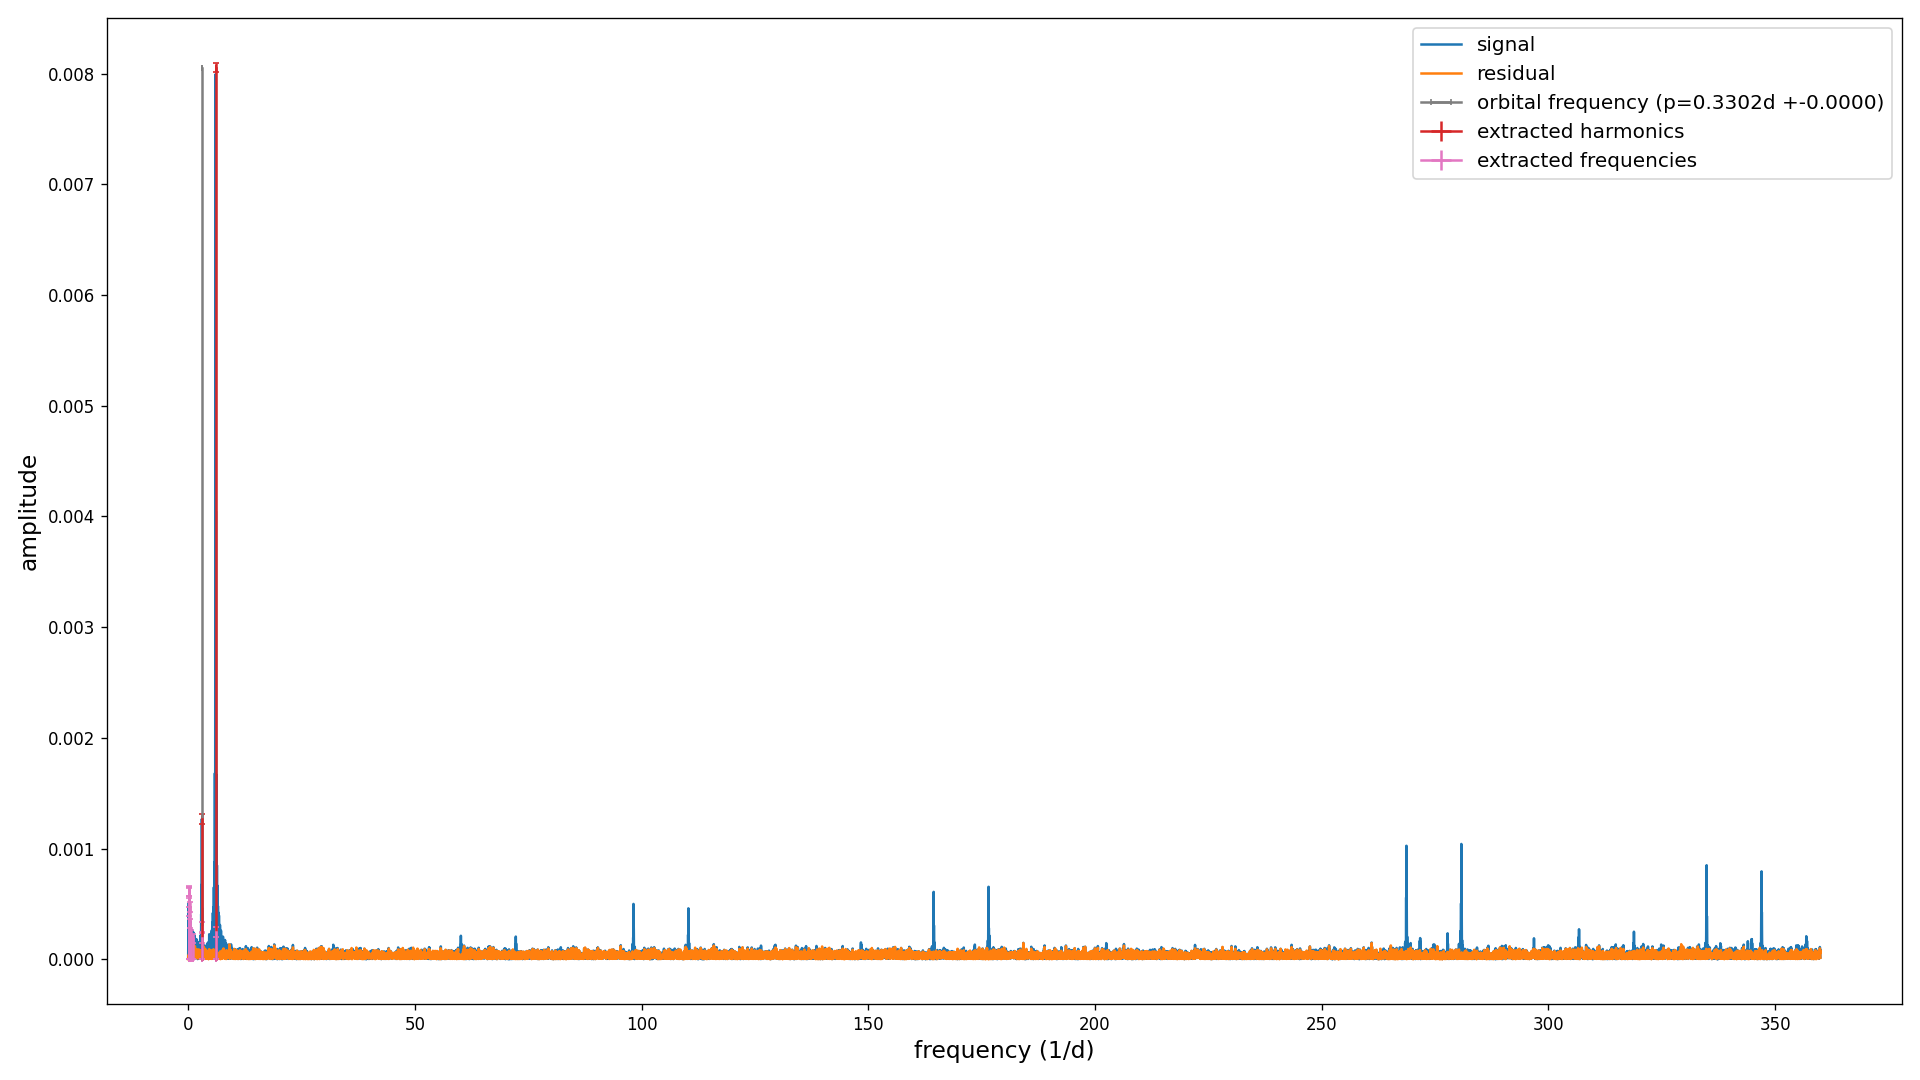 signal
residual
orbital frequency (p=0.3302d +-0.0000)
extracted harmonics
extracted frequencies
0.008
0.007
0.006
0.005
0.004
0.003
0.002
0.001
0.000
amplitude
0 50 100 150 200 250 300 350
frequency (1/d)